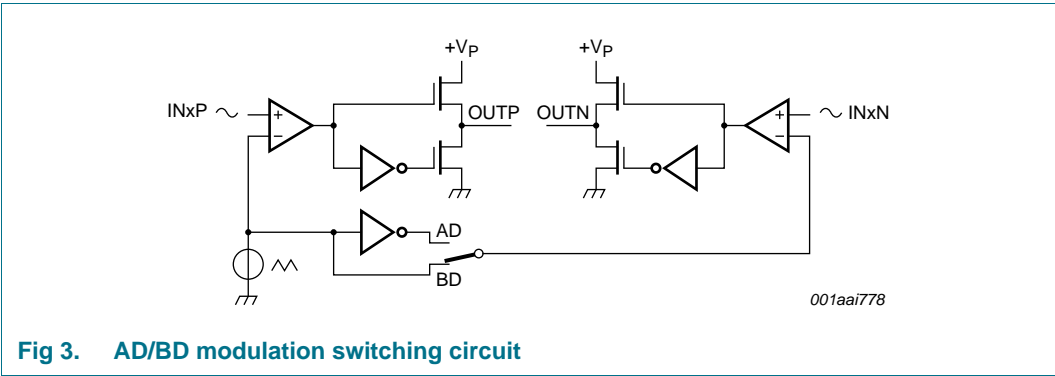 +VP
+VP
INxP
+
−
OUTP
OUTN
+
−
INxN
AD
BD
001aai778
Fig 3. AD/BD modulation switching circuit